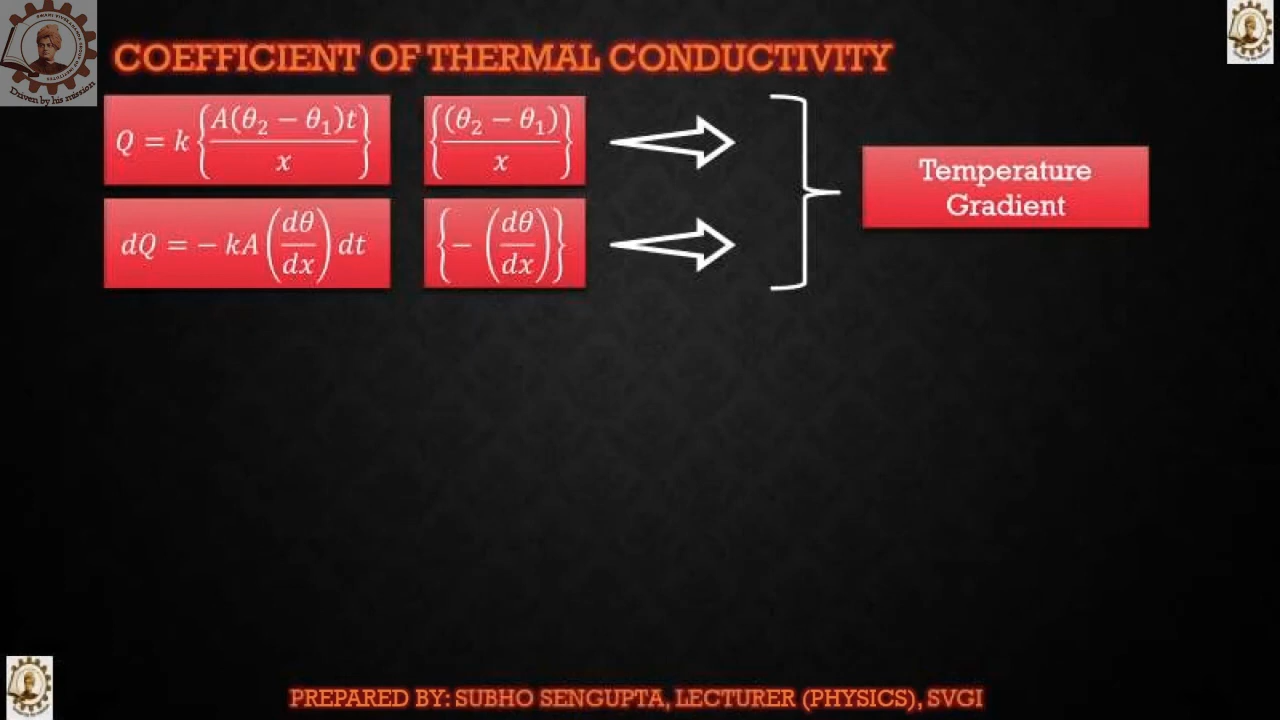 COEFFICIENT OF THERMAL CONDUCTIVITY
Q = k {A(θ₂ − θ₁)t / x}
{(θ₂ − θ₁) / x}
dQ = − kA (dθ/dx) dt
{− (dθ/dx)}
Temperature
Gradient
Driven by his mission
PREPARED BY: SUBHO SENGUPTA, LECTURER (PHYSICS), SVGI